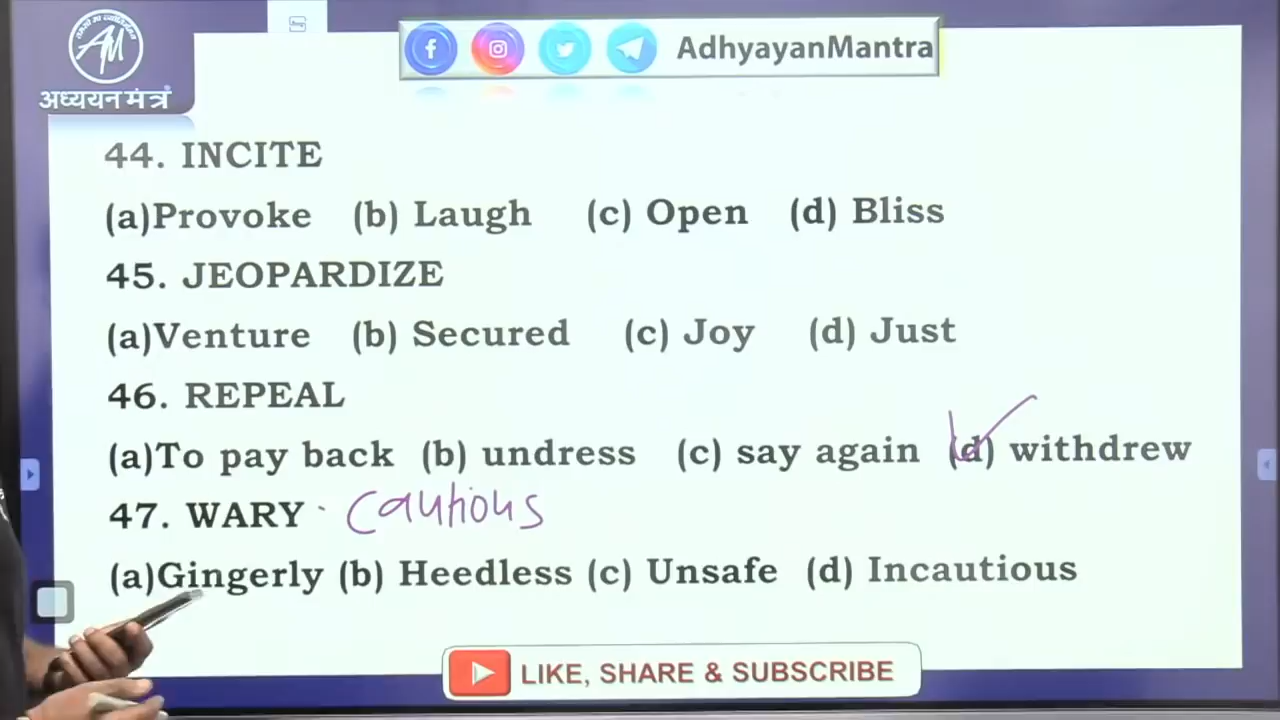 AM
अध्ययन मंत्र
AdhyayanMantra
44. INCITE
(a)Provoke (b) Laugh (c) Open (d) Bliss
45. JEOPARDIZE
(a)Venture (b) Secured (c) Joy (d) Just
46. REPEAL
(a)To pay back (b) undress (c) say again (d) withdrew
47. WARY · Cautious
(a)Gingerly (b) Heedless (c) Unsafe (d) Incautious
LIKE, SHARE & SUBSCRIBE